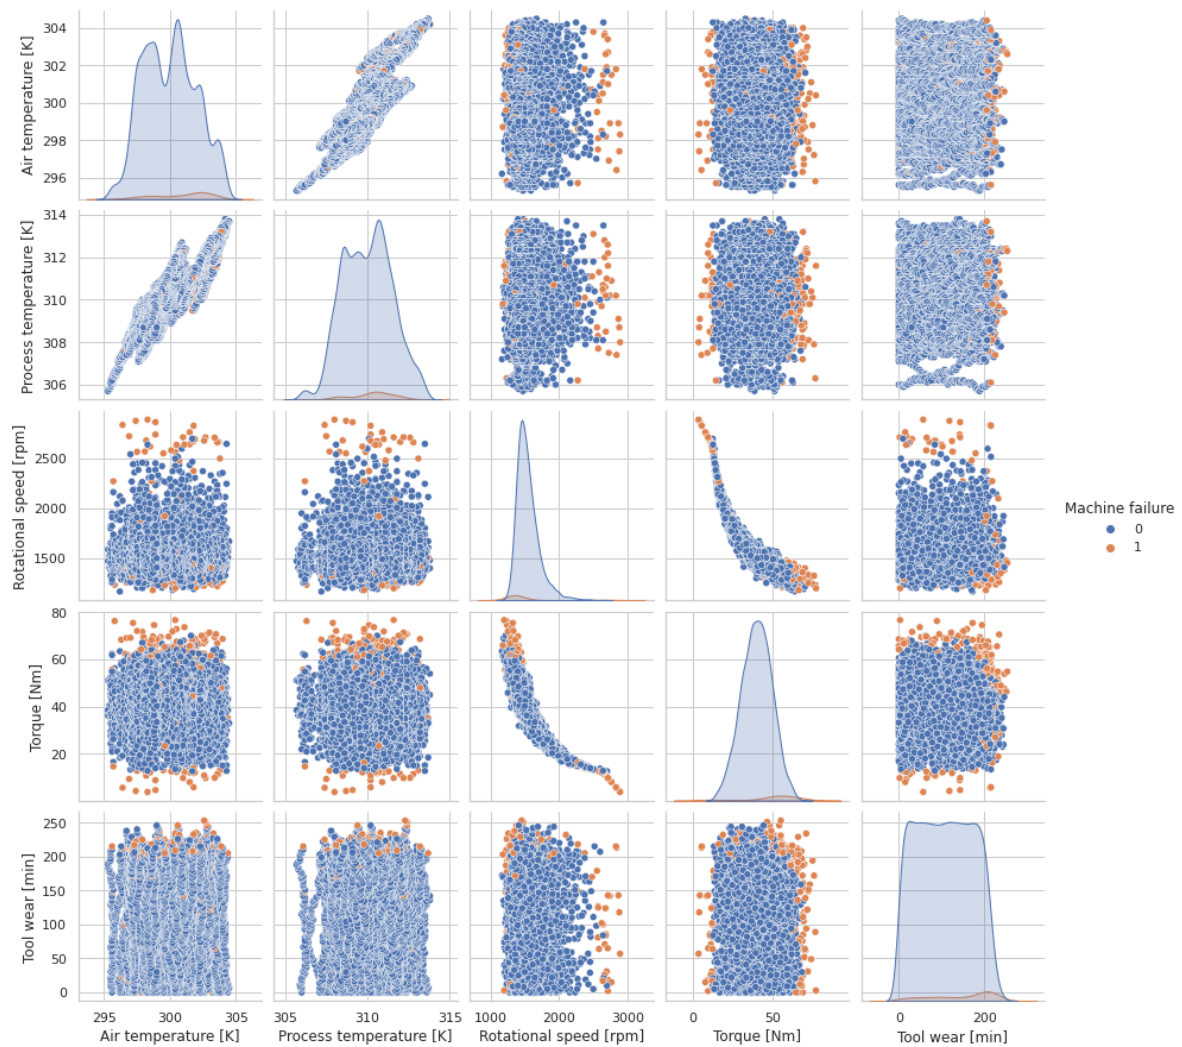 304
302
300
298
296
Air temperature [K]
314
312
310
308
306
Process temperature [K]
2500
2000
1500
Rotational speed [rpm]
Machine failure
0
1
80
60
40
20
Torque [Nm]
250
200
150
100
50
0
Tool wear [min]
295 300 305
310 315
1000 2000 3000
0 50
0 200
Air temperature [K]
Process temperature [K]
Rotational speed [rpm]
Torque [Nm]
Tool wear [min]